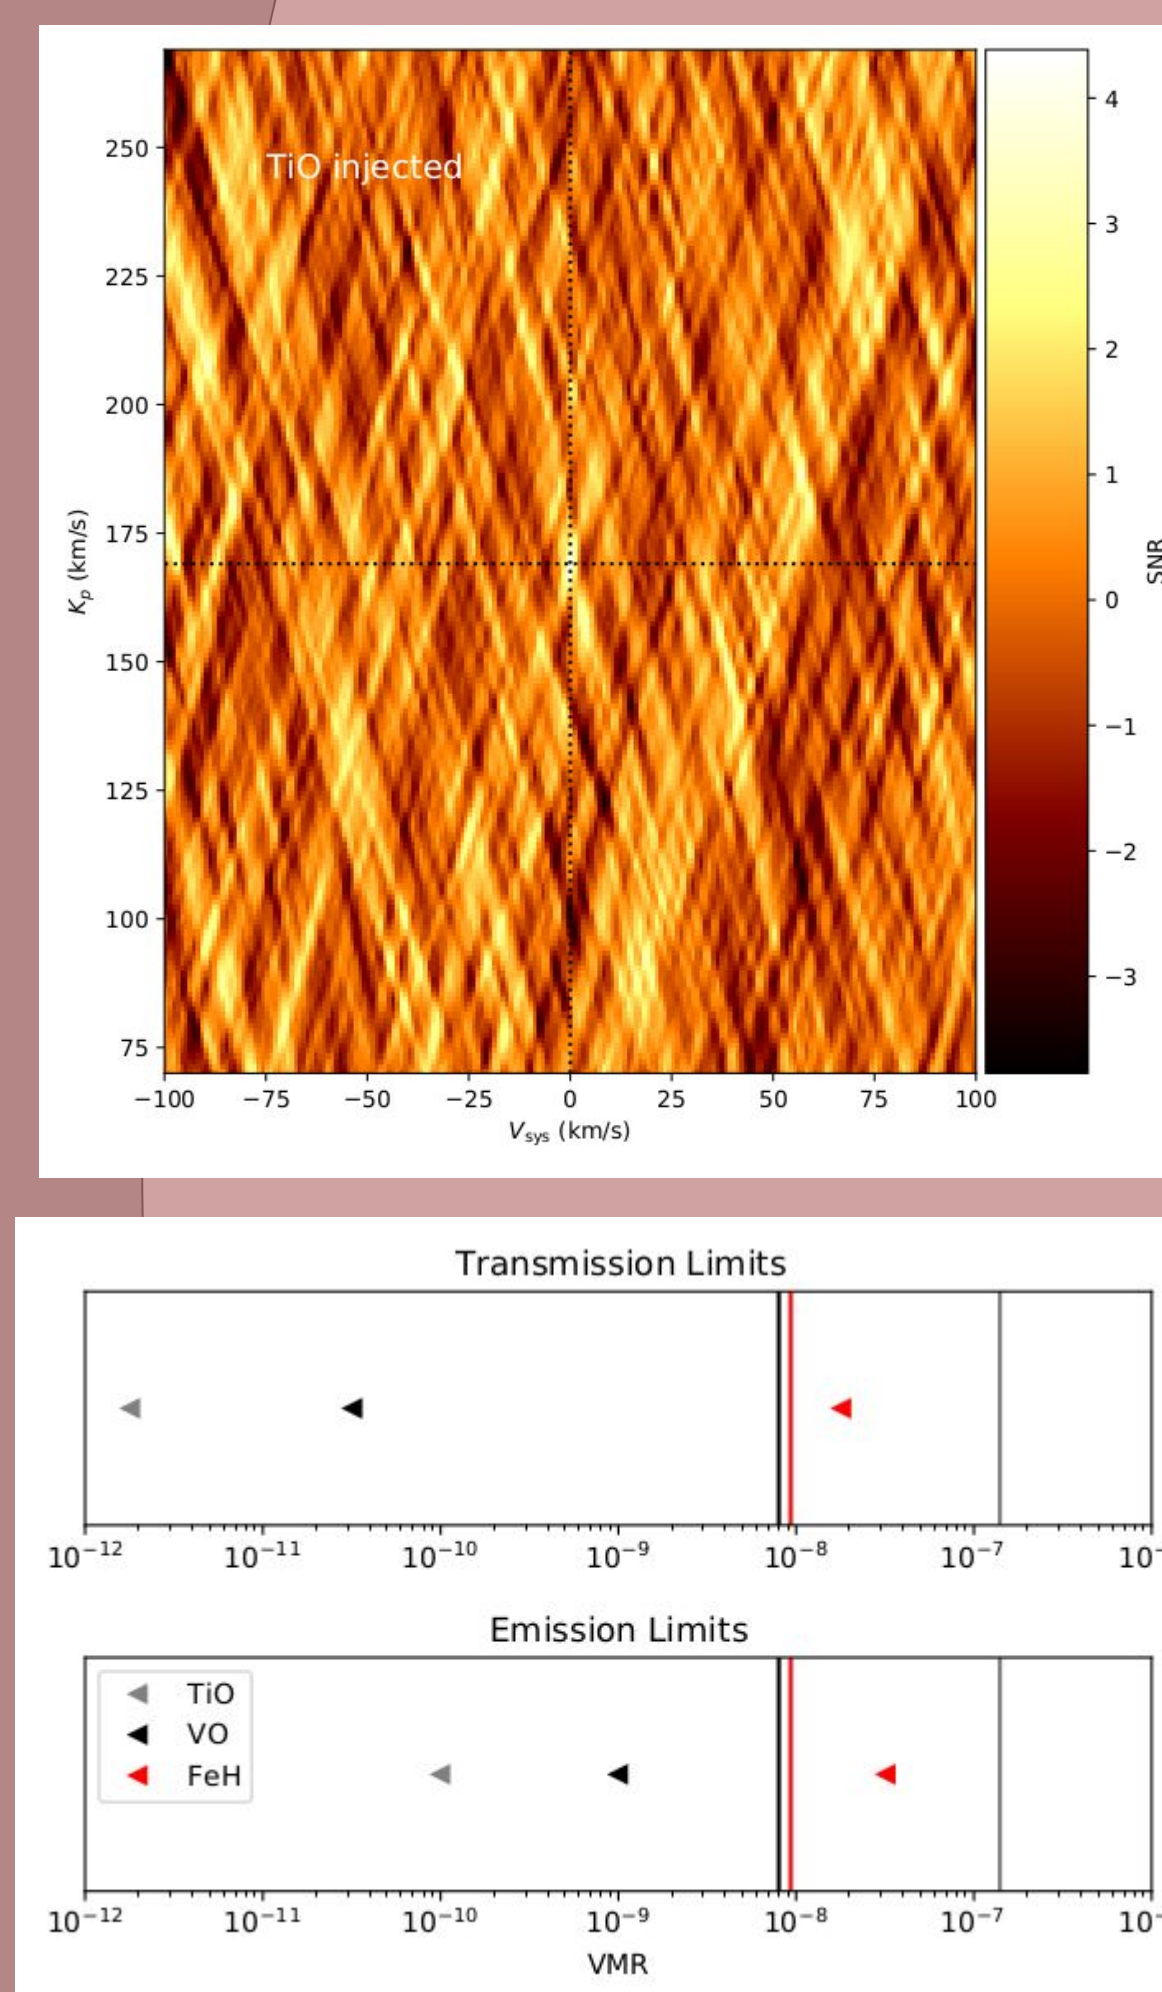 TiO injected
250
225
200
175
150
125
100
75
K_p (km/s)
−100 −75 −50 −25 0 25 50 75 100
V_sys (km/s)
4
3
2
1
0
−1
−2
−3
SNR
Transmission Limits
10^−12 10^−11 10^−10 10^−9 10^−8 10^−7 10^-
Emission Limits
TiO
VO
FeH
10^−12 10^−11 10^−10 10^−9 10^−8 10^−7 10^-
VMR